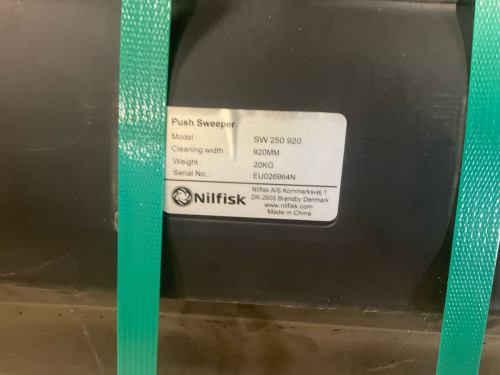 Push Sweeper
Model : SW 250 920
Cleaning width : 920MM
Weight : 20KG
Serial No.: EU026964N
Nilfisk
Nilfisk A/S Kornmarksvej 1
DK-2605 Brøndby Denmark
www.nilfisk.com
Made in China